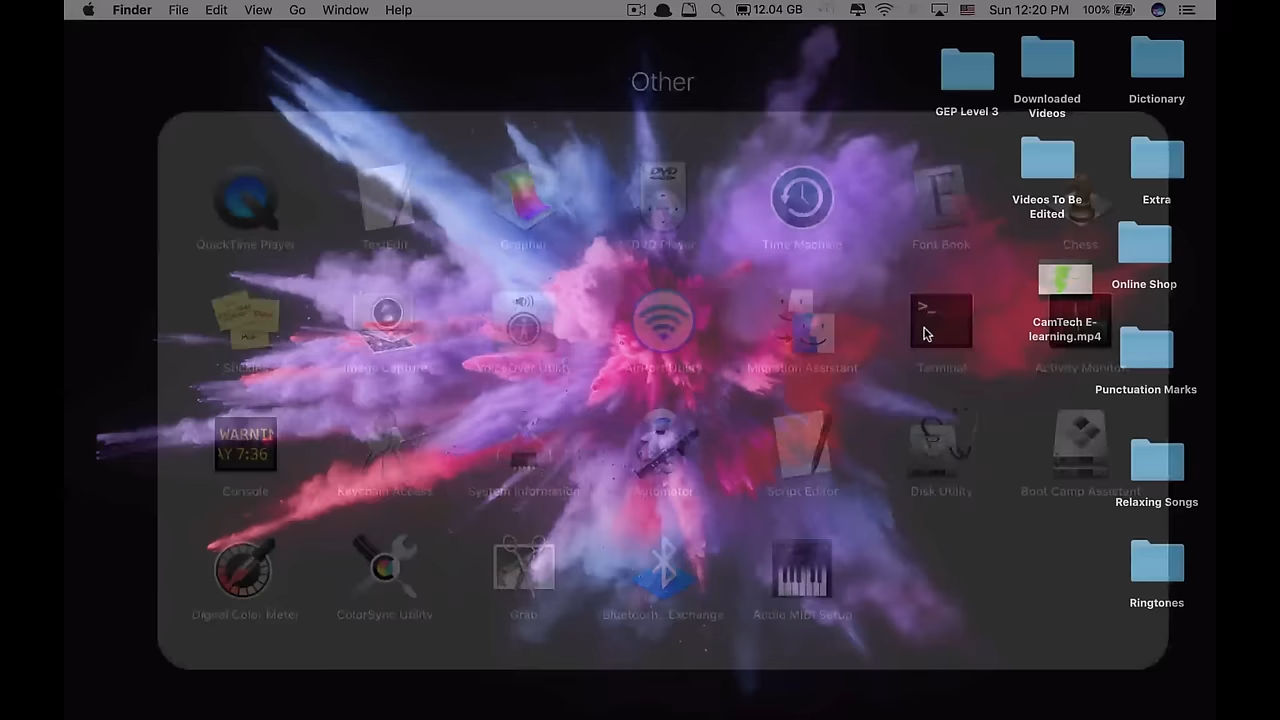 Finder File Edit View Go Window Help 12.04 GB Sun 12:20 PM 100%
Other
GEP Level 3
Downloaded
Videos
Dictionary
Videos To Be
Edited
Extra
QuickTime Player
TextEdit
Grapher
DVD Player
Time Machine
Font Book
Chess
Online Shop
CamTech E-
learning.mp4
Stickies
Image Capture
VoiceOver Utility
AirPort Utility
Migration Assistant
Terminal
Activity Monitor
Punctuation Marks
WARNIN
AY 7:36
Console
Keychain Access
System Information
Automator
Script Editor
Disk Utility
Boot Camp Assistant
Relaxing Songs
Digital Color Meter
ColorSync Utility
Grab
Bluetooth...Exchange
Audio MIDI Setup
Ringtones